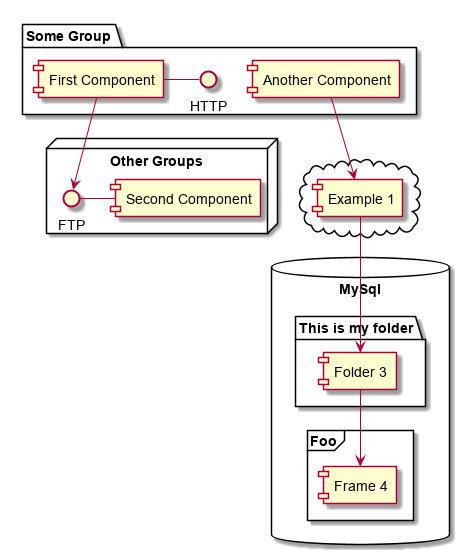 Some Group
First Component
HTTP
Another Component
Other Groups
FTP
Second Component
Example 1
MySql
This is my folder
Folder 3
Foo
Frame 4